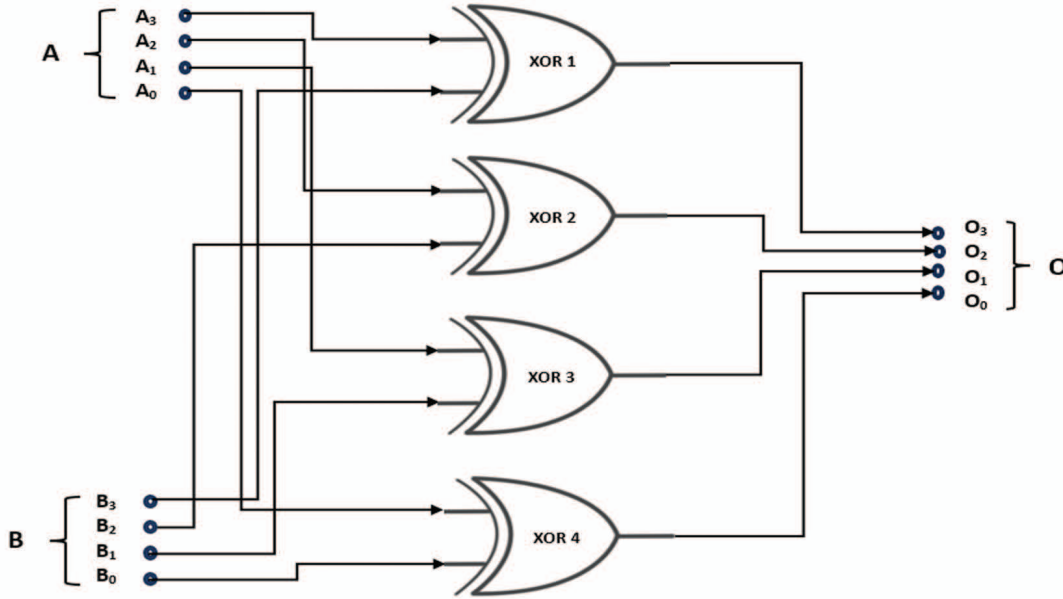 A
A₃
A₂
A₁
A₀
XOR 1
XOR 2
O₃
O₂
O₁
O₀
O
XOR 3
B
B₃
B₂
B₁
B₀
XOR 4